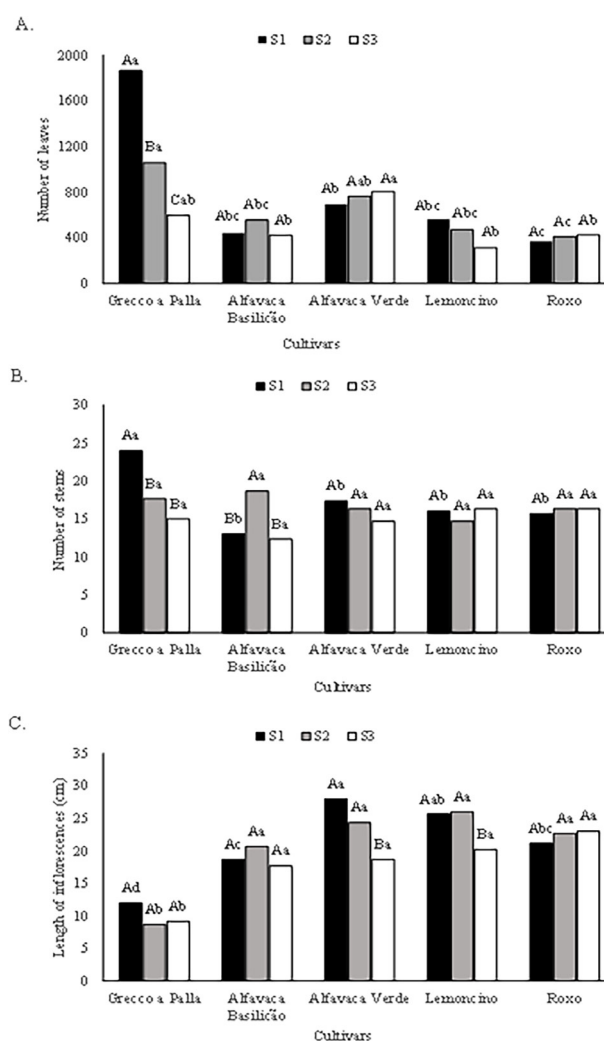 A.
S1 S2 S3
Number of leaves
2000
1600
1200
800
400
0
Aa Ba Cab Abc Abc Ab Ab Aab Aa Abc Abc Ab Ac Ac Ab
Grecco a Palla Alfavaca Basilicão Alfavaca Verde Lemoncino Roxo
Cultivars
B.
S1 S2 S3
Number of stems
30
25
20
15
10
5
0
Aa Ba Ba Bb Aa Ba Ab Aa Aa Ab Aa Aa Ab Aa Aa
Grecco a Palla Alfavaca Basilicão Alfavaca Verde Lemoncino Roxo
Cultivars
C.
S1 S2 S3
Length of inflorescences (cm)
35
30
25
20
15
10
5
0
Ad Ab Ab Ac Aa Aa Aa Aa Ba Aab Aa Ba Abc Aa Aa
Grecco a Palla Alfavaca Basilicão Alfavaca Verde Lemoncino Roxo
Cultivars